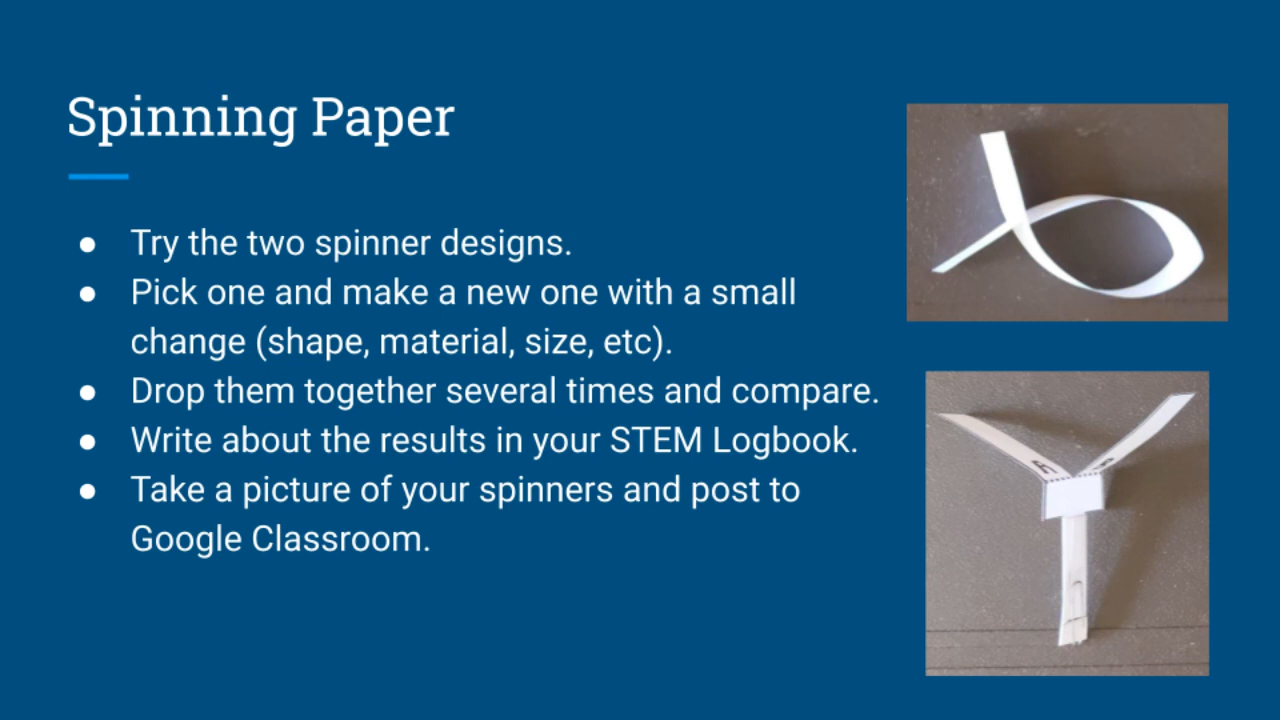 Spinning Paper
● Try the two spinner designs.
● Pick one and make a new one with a small
change (shape, material, size, etc).
● Drop them together several times and compare.
● Write about the results in your STEM Logbook.
● Take a picture of your spinners and post to
Google Classroom.